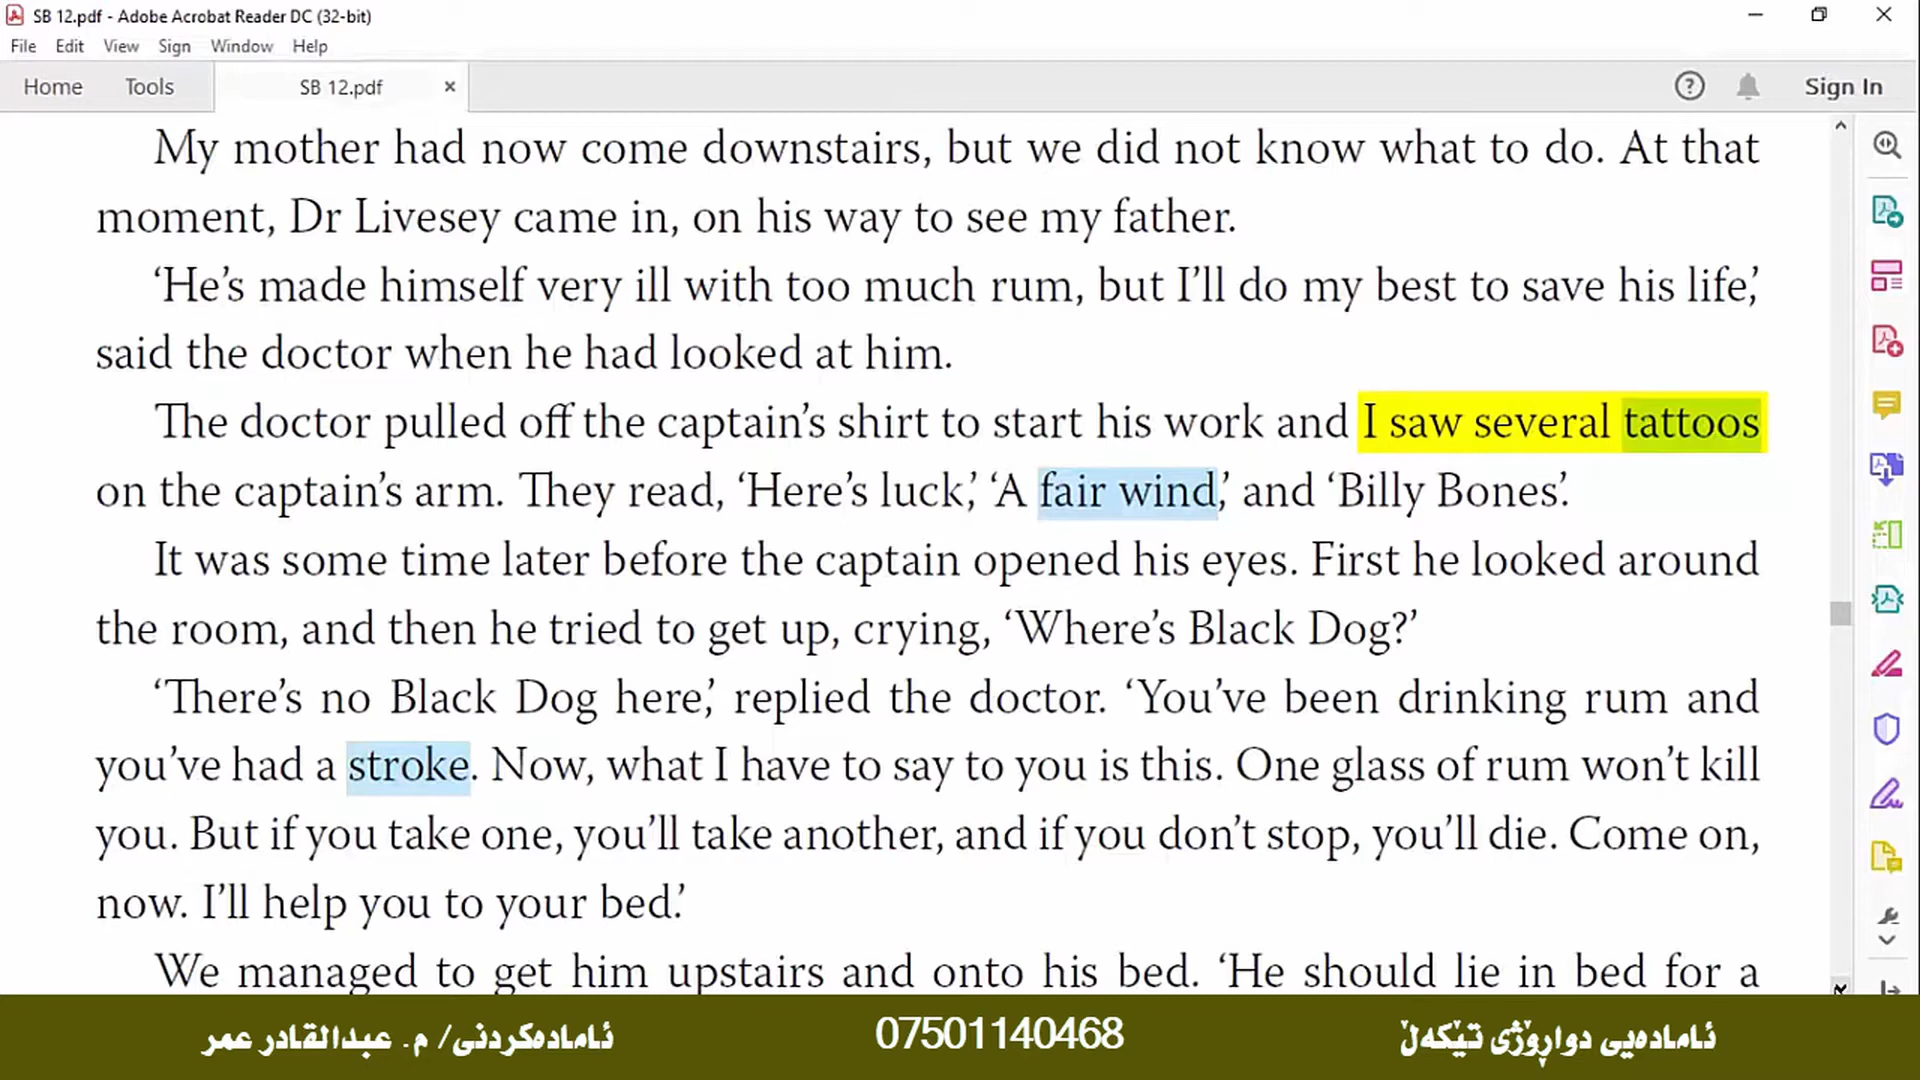 SB 12.pdf - Adobe Acrobat Reader DC (32-bit)
File Edit View Sign Window Help
Home Tools SB 12.pdf × Sign In
My mother had now come downstairs, but we did not know what to do. At that
moment, Dr Livesey came in, on his way to see my father.
‘He’s made himself very ill with too much rum, but I’ll do my best to save his life,’
said the doctor when he had looked at him.
The doctor pulled off the captain’s shirt to start his work and I saw several tattoos
on the captain’s arm. They read, ‘Here’s luck,’ ‘A fair wind,’ and ‘Billy Bones’.
It was some time later before the captain opened his eyes. First he looked around
the room, and then he tried to get up, crying, ‘Where’s Black Dog?’
‘There’s no Black Dog here,’ replied the doctor. ‘You’ve been drinking rum and
you’ve had a stroke. Now, what I have to say to you is this. One glass of rum won’t kill
you. But if you take one, you’ll take another, and if you don’t stop, you’ll die. Come on,
now. I’ll help you to your bed.’
We managed to get him upstairs and onto his bed. ‘He should lie in bed for a
ئامادەیی دواڕۆژی تێکەڵ 07501140468 ئامادەکردنی/ م. عبدالقادر عمر